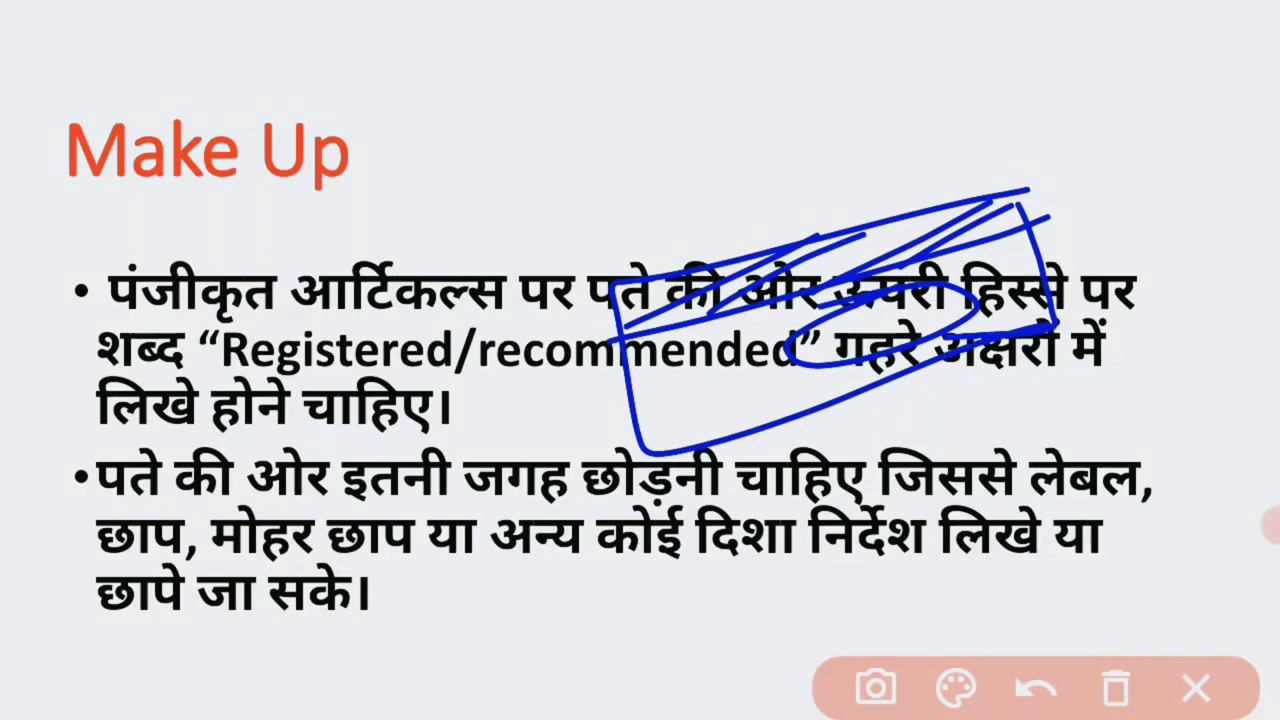 Make Up
• पंजीकृत आर्टिकल्स पर पते की ओर ऊपरी हिस्से पर
शब्द “Registered/recommended” गहरे अक्षरों में
लिखे होने चाहिए।
• पते की ओर इतनी जगह छोड़नी चाहिए जिससे लेबल,
छाप, मोहर छाप या अन्य कोई दिशा निर्देश लिखे या
छापे जा सके।